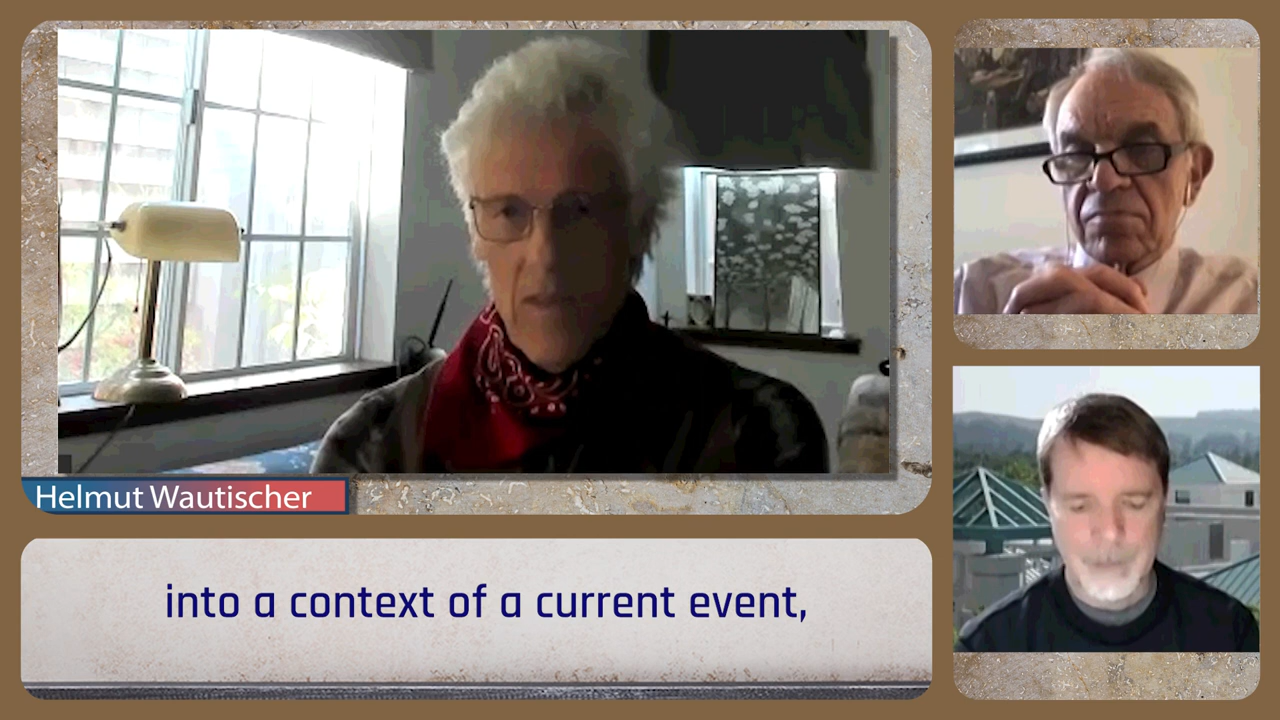 Helmut Wautischer
into a context of a current event,